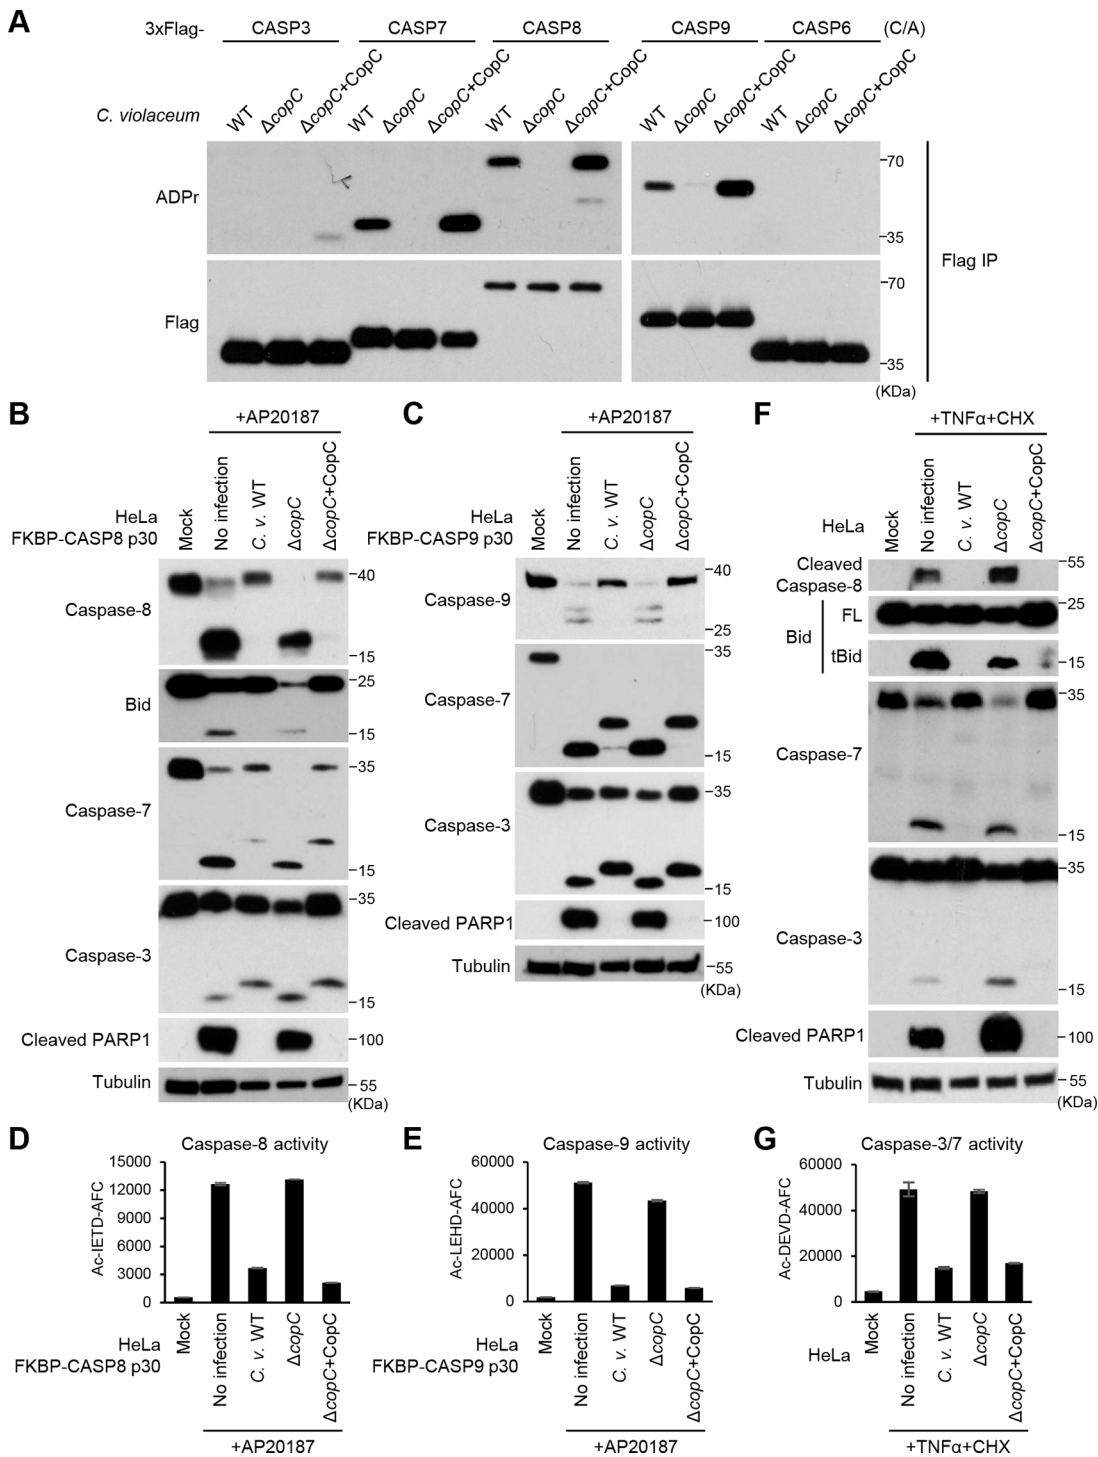 A
3xFlag- CASP3 CASP7 CASP8 CASP9 CASP6 (C/A)
C. violaceum WT ΔcopC ΔcopC+CopC WT ΔcopC ΔcopC+CopC WT ΔcopC ΔcopC+CopC WT ΔcopC ΔcopC+CopC WT ΔcopC ΔcopC+CopC
ADPr
70
35
Flag
70
35
(KDa)
Flag IP
B
+AP20187
HeLa
FKBP-CASP8 p30
Mock No infection C. v. WT ΔcopC ΔcopC+CopC
Caspase-8
40
15
Bid
25
15
Caspase-7
35
15
Caspase-3
35
15
Cleaved PARP1
100
Tubulin
55
(KDa)
C
+AP20187
HeLa
FKBP-CASP9 p30
Mock No infection C. v. WT ΔcopC ΔcopC+CopC
Caspase-9
40
25
Caspase-7
35
15
Caspase-3
35
15
Cleaved PARP1
100
Tubulin
55
(KDa)
F
+TNFα+CHX
HeLa
Mock No infection C. v. WT ΔcopC ΔcopC+CopC
Cleaved
Caspase-8
55
Bid
FL
25
tBid
15
Caspase-7
35
15
Caspase-3
35
15
Cleaved PARP1
100
Tubulin
55
(KDa)
D
Caspase-8 activity
Ac-IETD-AFC
15000
12000
9000
6000
3000
0
HeLa
FKBP-CASP8 p30
Mock No infection C. v. WT ΔcopC ΔcopC+CopC
+AP20187
E
Caspase-9 activity
Ac-LEHD-AFC
60000
40000
20000
0
HeLa
FKBP-CASP9 p30
Mock No infection C. v. WT ΔcopC ΔcopC+CopC
+AP20187
G
Caspase-3/7 activity
Ac-DEVD-AFC
60000
40000
20000
0
HeLa
Mock No infection C. v. WT ΔcopC ΔcopC+CopC
+TNFα+CHX